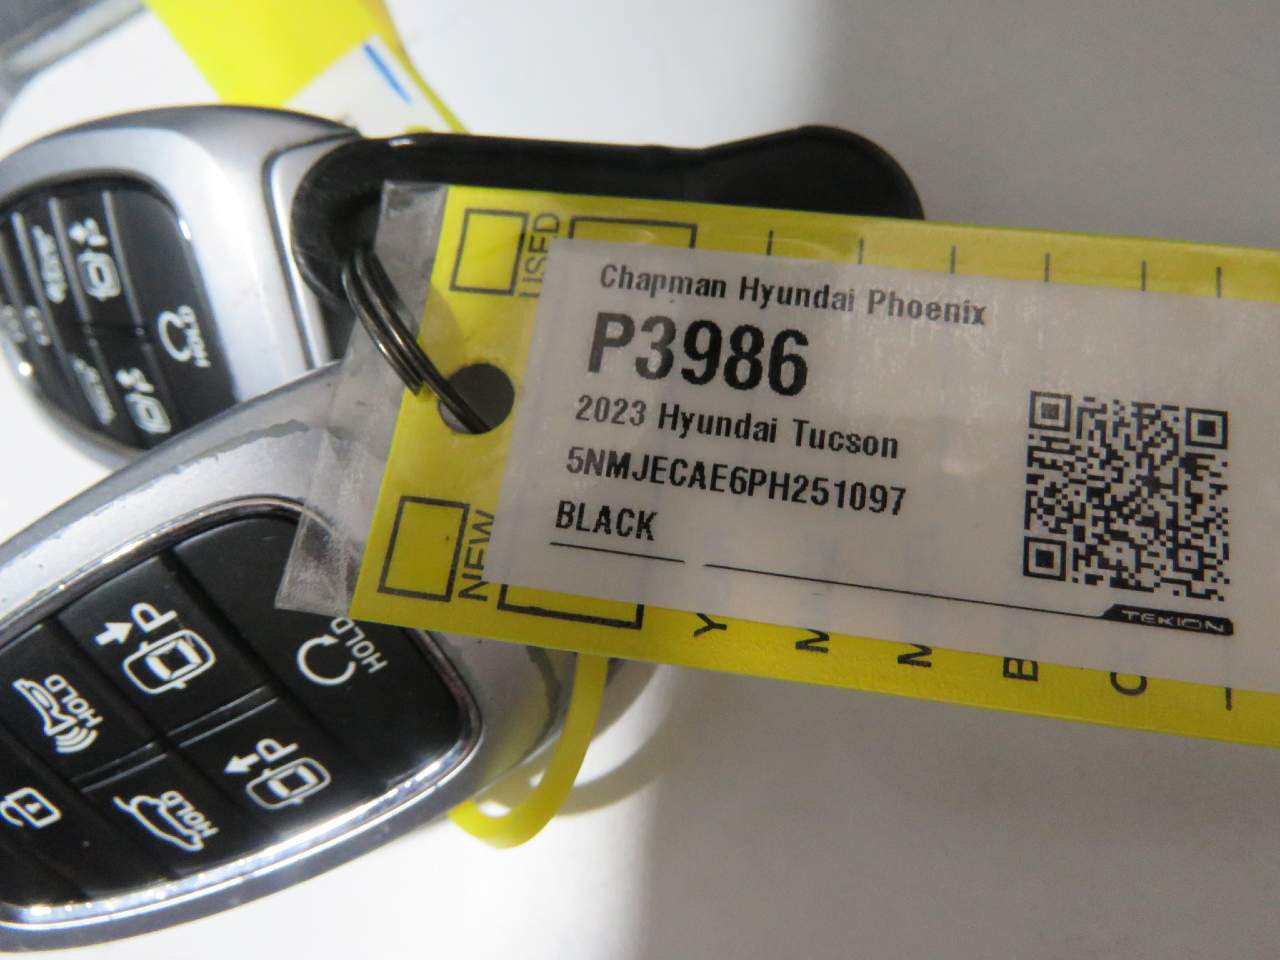 USED
Chapman Hyundai Phoenix
P3986
2023 Hyundai Tucson
5NMJECAE6PH251097
BLACK
TEKION
NEW
HOLD
HOLD
P
HOLD
P
HOLD